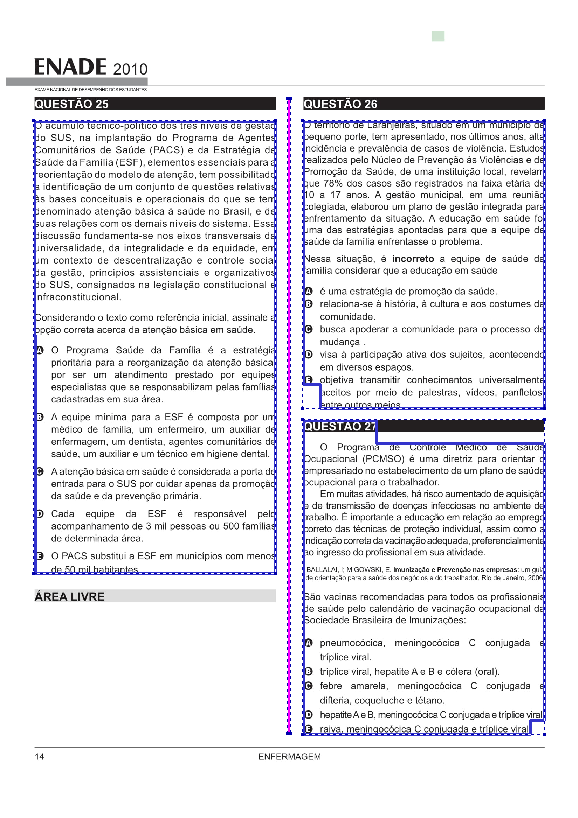 ENADE 2010
EXAME NACIONAL DE DESEMPENHO DOS ESTUDANTES
QUESTÃO 25
O acúmulo técnico-político dos três níveis de gestão
do SUS, na implantação do Programa de Agentes
Comunitários de Saúde (PACS) e da Estratégia de
Saúde da Família (ESF), elementos essenciais para a
reorientação do modelo de atenção, tem possibilitado
a identificação de um conjunto de questões relativas
às bases conceituais e operacionais do que se tem
denominado atenção básica à saúde no Brasil, e de
suas relações com os demais níveis do sistema. Essa
discussão fundamenta-se nos eixos transversais da
universalidade, da integralidade e da equidade, em
um contexto de descentralização e controle social
da gestão, princípios assistenciais e organizativos
do SUS, consignados na legislação constitucional e
infraconstitucional.
Considerando o texto como referência inicial, assinale a
opção correta acerca da atenção básica em saúde.
A O Programa Saúde da Família é a estratégia
prioritária para a reorganização da atenção básica,
por ser um atendimento prestado por equipes
especialistas que se responsabilizam pelas famílias
cadastradas em sua área.
B A equipe mínima para a ESF é composta por um
médico de família, um enfermeiro, um auxiliar de
enfermagem, um dentista, agentes comunitários de
saúde, um auxiliar e um técnico em higiene dental.
C A atenção básica em saúde é considerada a porta de
entrada para o SUS por cuidar apenas da promoção
da saúde e da prevenção primária.
D Cada equipe da ESF é responsável pelo
acompanhamento de 3 mil pessoas ou 500 famílias
de determinada área.
E O PACS substitui a ESF em municípios com menos
de 50 mil habitantes.
ÁREA LIVRE
QUESTÃO 26
O território de Laranjeiras, situado em um município de
pequeno porte, tem apresentado, nos últimos anos, alta
incidência e prevalência de casos de violência. Estudos
realizados pelo Núcleo de Prevenção às Violências e de
Promoção da Saúde, de uma instituição local, revelam
que 78% dos casos são registrados na faixa etária de
10 a 17 anos. A gestão municipal, em uma reunião
colegiada, elaborou um plano de gestão integrada para
enfrentamento da situação. A educação em saúde foi
uma das estratégias apontadas para que a equipe de
saúde da família enfrentasse o problema.
Nessa situação, é incorreto a equipe de saúde da
família considerar que a educação em saúde
A é uma estratégia de promoção da saúde.
B relaciona-se à história, à cultura e aos costumes da
comunidade.
C busca apoderar a comunidade para o processo de
mudança .
D visa à participação ativa dos sujeitos, acontecendo
em diversos espaços.
E objetiva transmitir conhecimentos universalmente
aceitos por meio de palestras, vídeos, panfletos,
entre outros meios.
QUESTÃO 27
O Programa de Controle Médico de Saúde
Ocupacional (PCMSO) é uma diretriz para orientar o
empresariado no estabelecimento de um plano de saúde
ocupacional para o trabalhador.
Em muitas atividades, há risco aumentado de aquisição
e de transmissão de doenças infecciosas no ambiente de
trabalho. É importante a educação em relação ao emprego
correto das técnicas de proteção individual, assim como a
indicação correta da vacinação adequada, preferencialmente
ao ingresso do profissional em sua atividade.
BALLALAI, I; MIGOWSKI, E. Imunização e Prevenção nas empresas: um guia
de orientação para a saúde dos negócios e do trabalhador. Rio de Janeiro, 2006.
São vacinas recomendadas para todos os profissionais
de saúde pelo calendário de vacinação ocupacional da
Sociedade Brasileira de Imunizações:
A pneumocócica, meningocócica C conjugada e
tríplice viral.
B tríplice viral, hepatite A e B e cólera (oral).
C febre amarela, meningocócica C conjugada e
difteria, coqueluche e tétano.
D hepatite A e B, meningocócica C conjugada e tríplice viral.
E raiva, meningocócica C conjugada e tríplice viral.
14
ENFERMAGEM